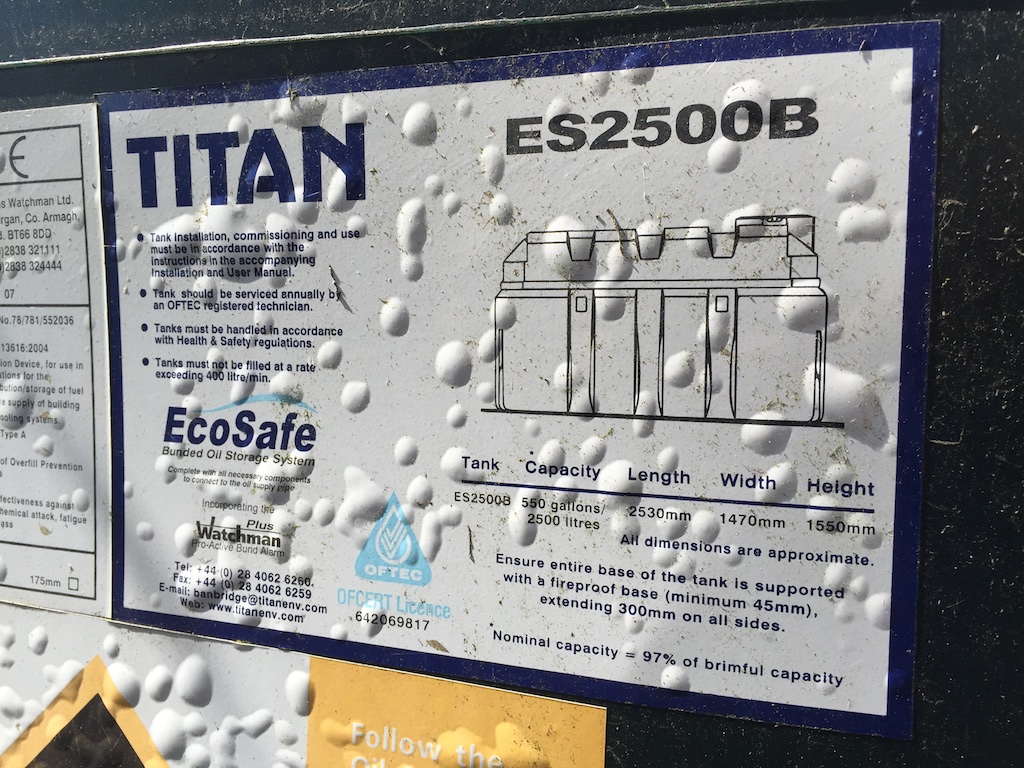 CE
s Watchman Ltd.
rgan, Co. Armagh,
BT66 8DD
)2838 321111
)2838 324444
07
No.76/781/552036
13616:2004
ion Device, for use in
ations for the
bution/storage of fuel
e supply of building
ooling systems.
Type A
of Overfill Prevention
fectiveness against
hemical attack, fatigue
175mm
TITAN
• Tank installation, commissioning and use
must be in accordance with the
instructions in the accompanying
Installation and User Manual.
• Tank should be serviced annually by
an OFTEC registered technician.
• Tanks must be handled in accordance
with Health & Safety regulations.
• Tanks must not be filled at a rate
exceeding 400 litre/min.
EcoSafe
Bunded Oil Storage System
Complete with all necessary components
to connect to the oil supply pipe
Incorporating the
Watchman Plus
Pro-Active Bund Alarm
Tel: +44 (0) 28 4062 6260.
Fax: +44 (0) 28 4062 6259
E-mail: banbridge@titanenv.com
Web: www.titanenv.com
OFTEC
OFCERT Licence
642069817
ES2500B
Tank *Capacity Length Width Height
ES2500B 550 gallons/ 2530mm 1470mm 1550mm
2500 litres
All dimensions are approximate.
Ensure entire base of the tank is supported
with a fireproof base (minimum 45mm),
extending 300mm on all sides.
*Nominal capacity = 97% of brimful capacity
Follow the